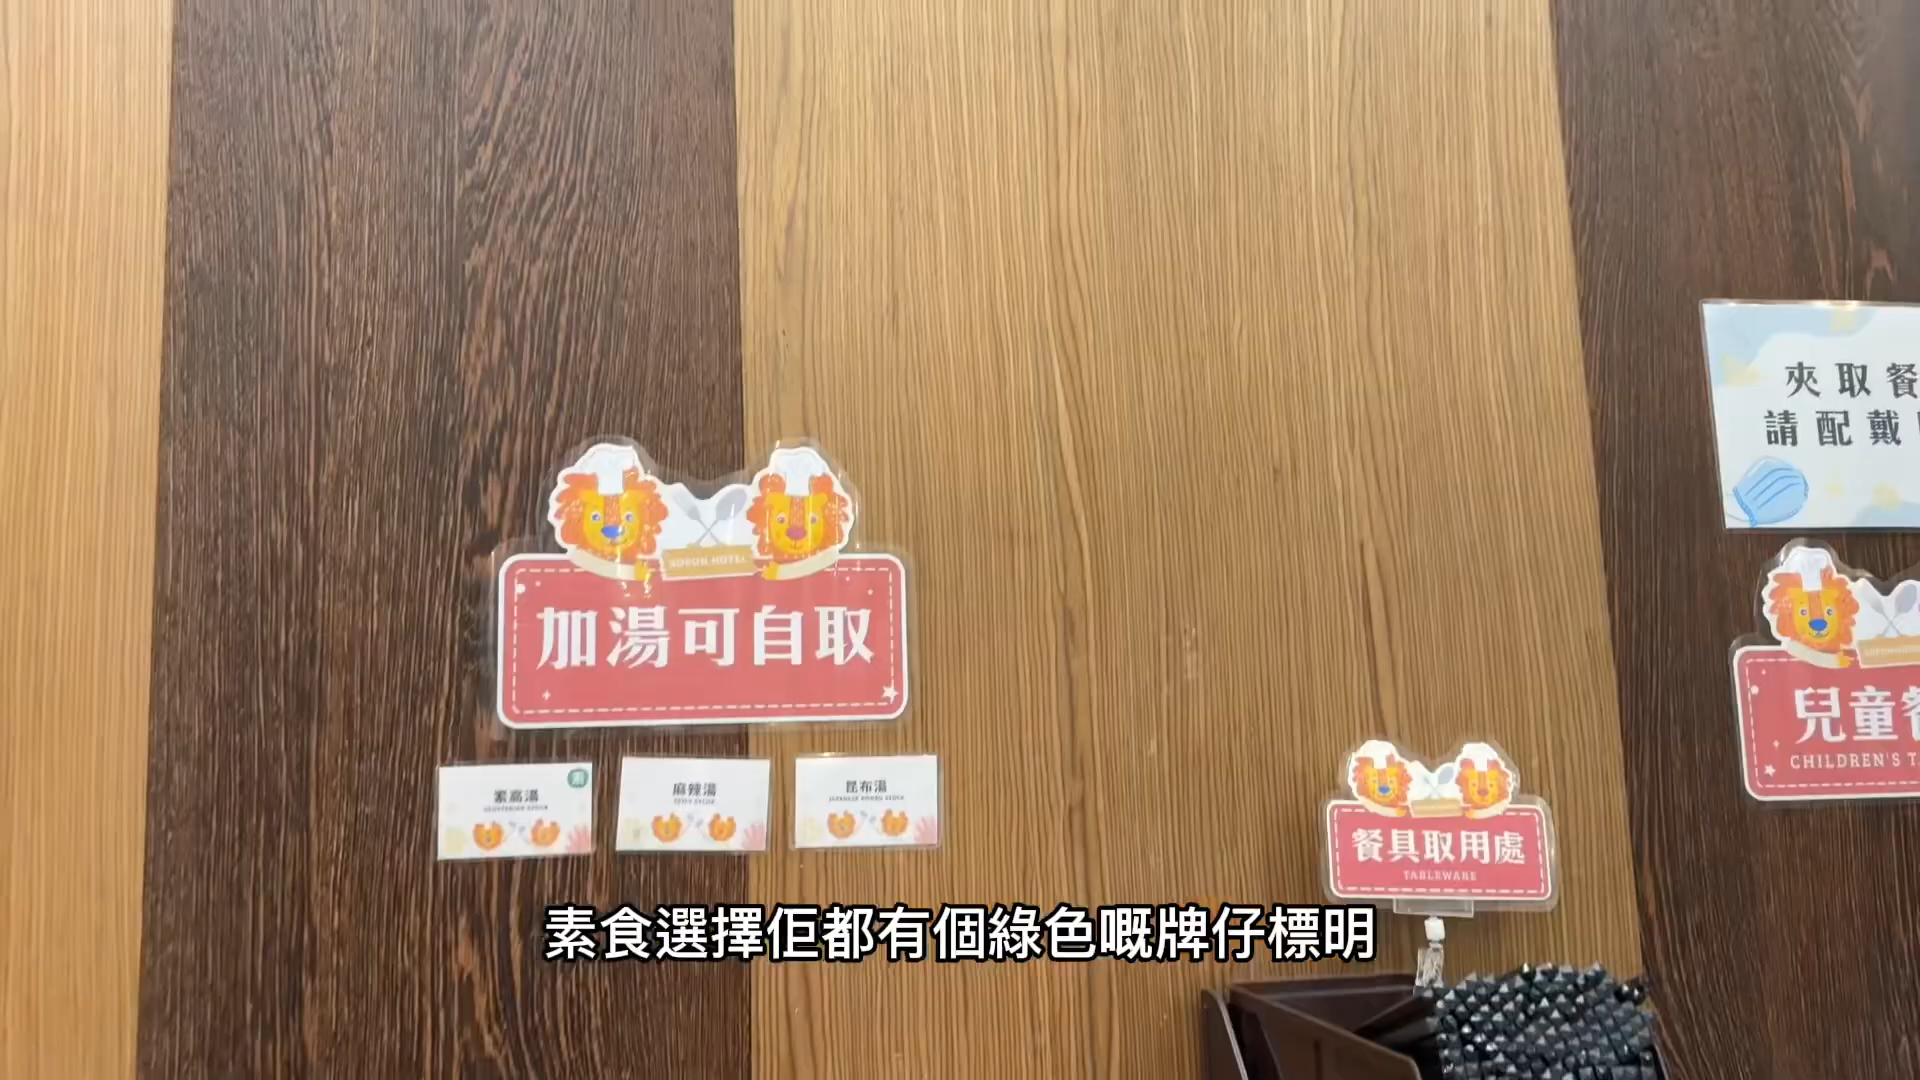 加湯可自取
素高湯
素
麻辣湯
昆布湯
餐具取用處
TABLEWARE
夾取餐
請配戴
兒童餐
CHILDREN'S T
素食選擇佢都有個綠色嘅牌仔標明